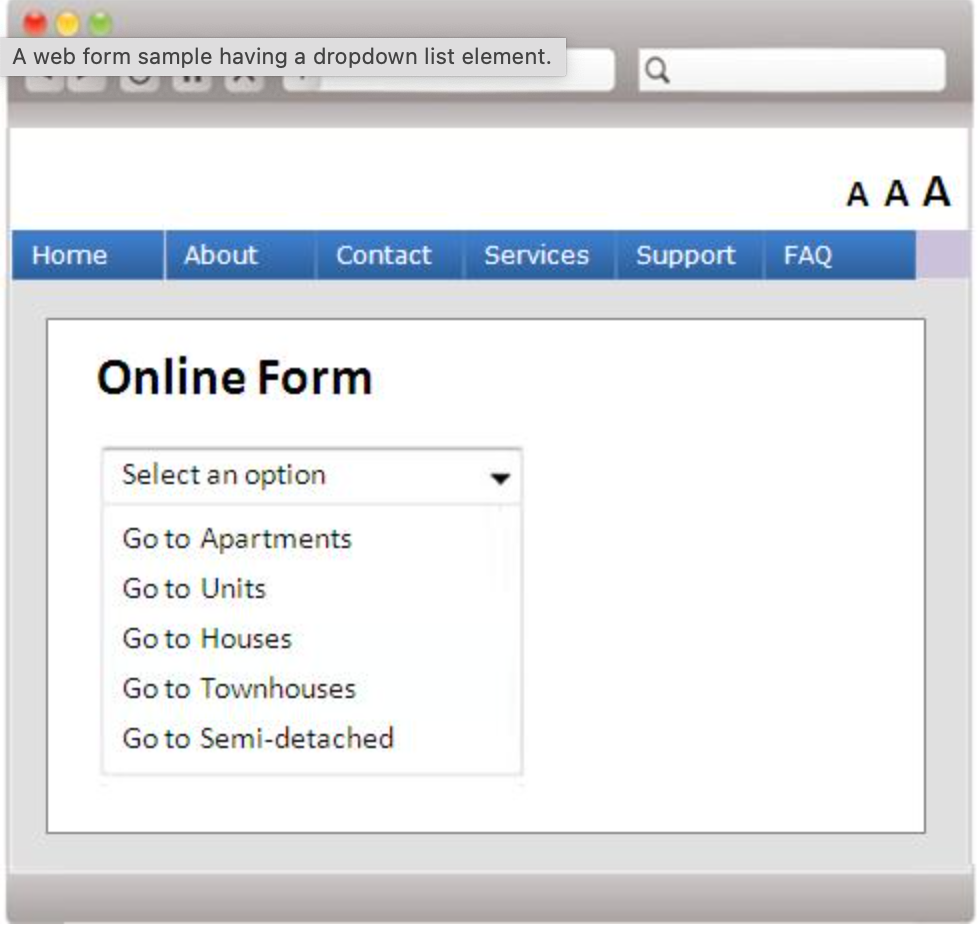 A web form sample having a dropdown list element.
A A A
Home About Contact Services Support FAQ
Online Form
Select an option
Go to Apartments
Go to Units
Go to Houses
Go to Townhouses
Go to Semi-detached